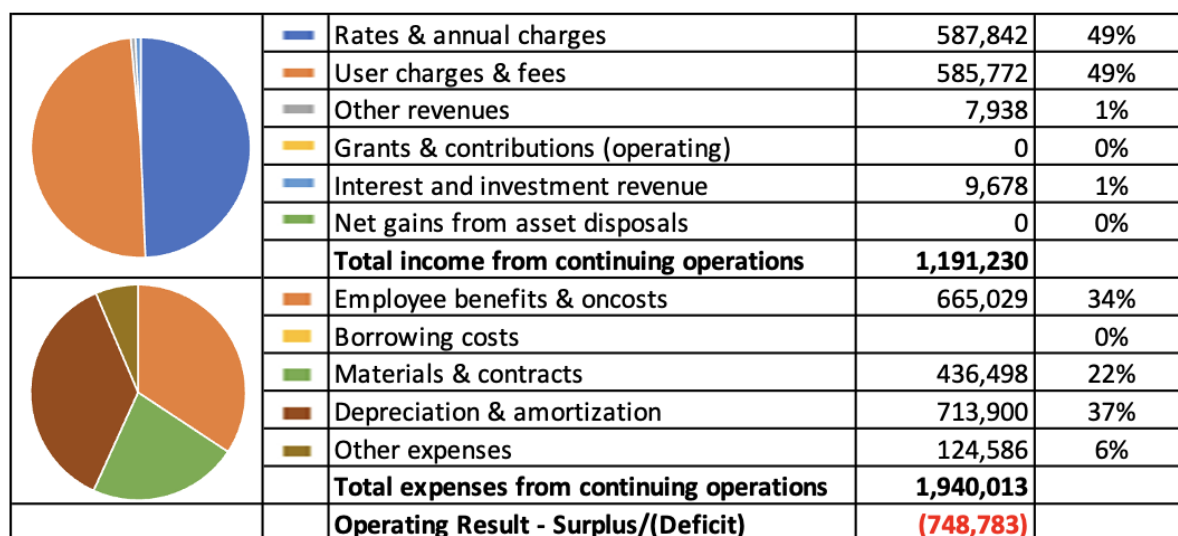 Rates & annual charges 587,842 49%
User charges & fees 585,772 49%
Other revenues 7,938 1%
Grants & contributions (operating) 0 0%
Interest and investment revenue 9,678 1%
Net gains from asset disposals 0 0%
Total income from continuing operations 1,191,230
Employee benefits & oncosts 665,029 34%
Borrowing costs 0%
Materials & contracts 436,498 22%
Depreciation & amortization 713,900 37%
Other expenses 124,586 6%
Total expenses from continuing operations 1,940,013
Operating Result - Surplus/(Deficit) (748,783)